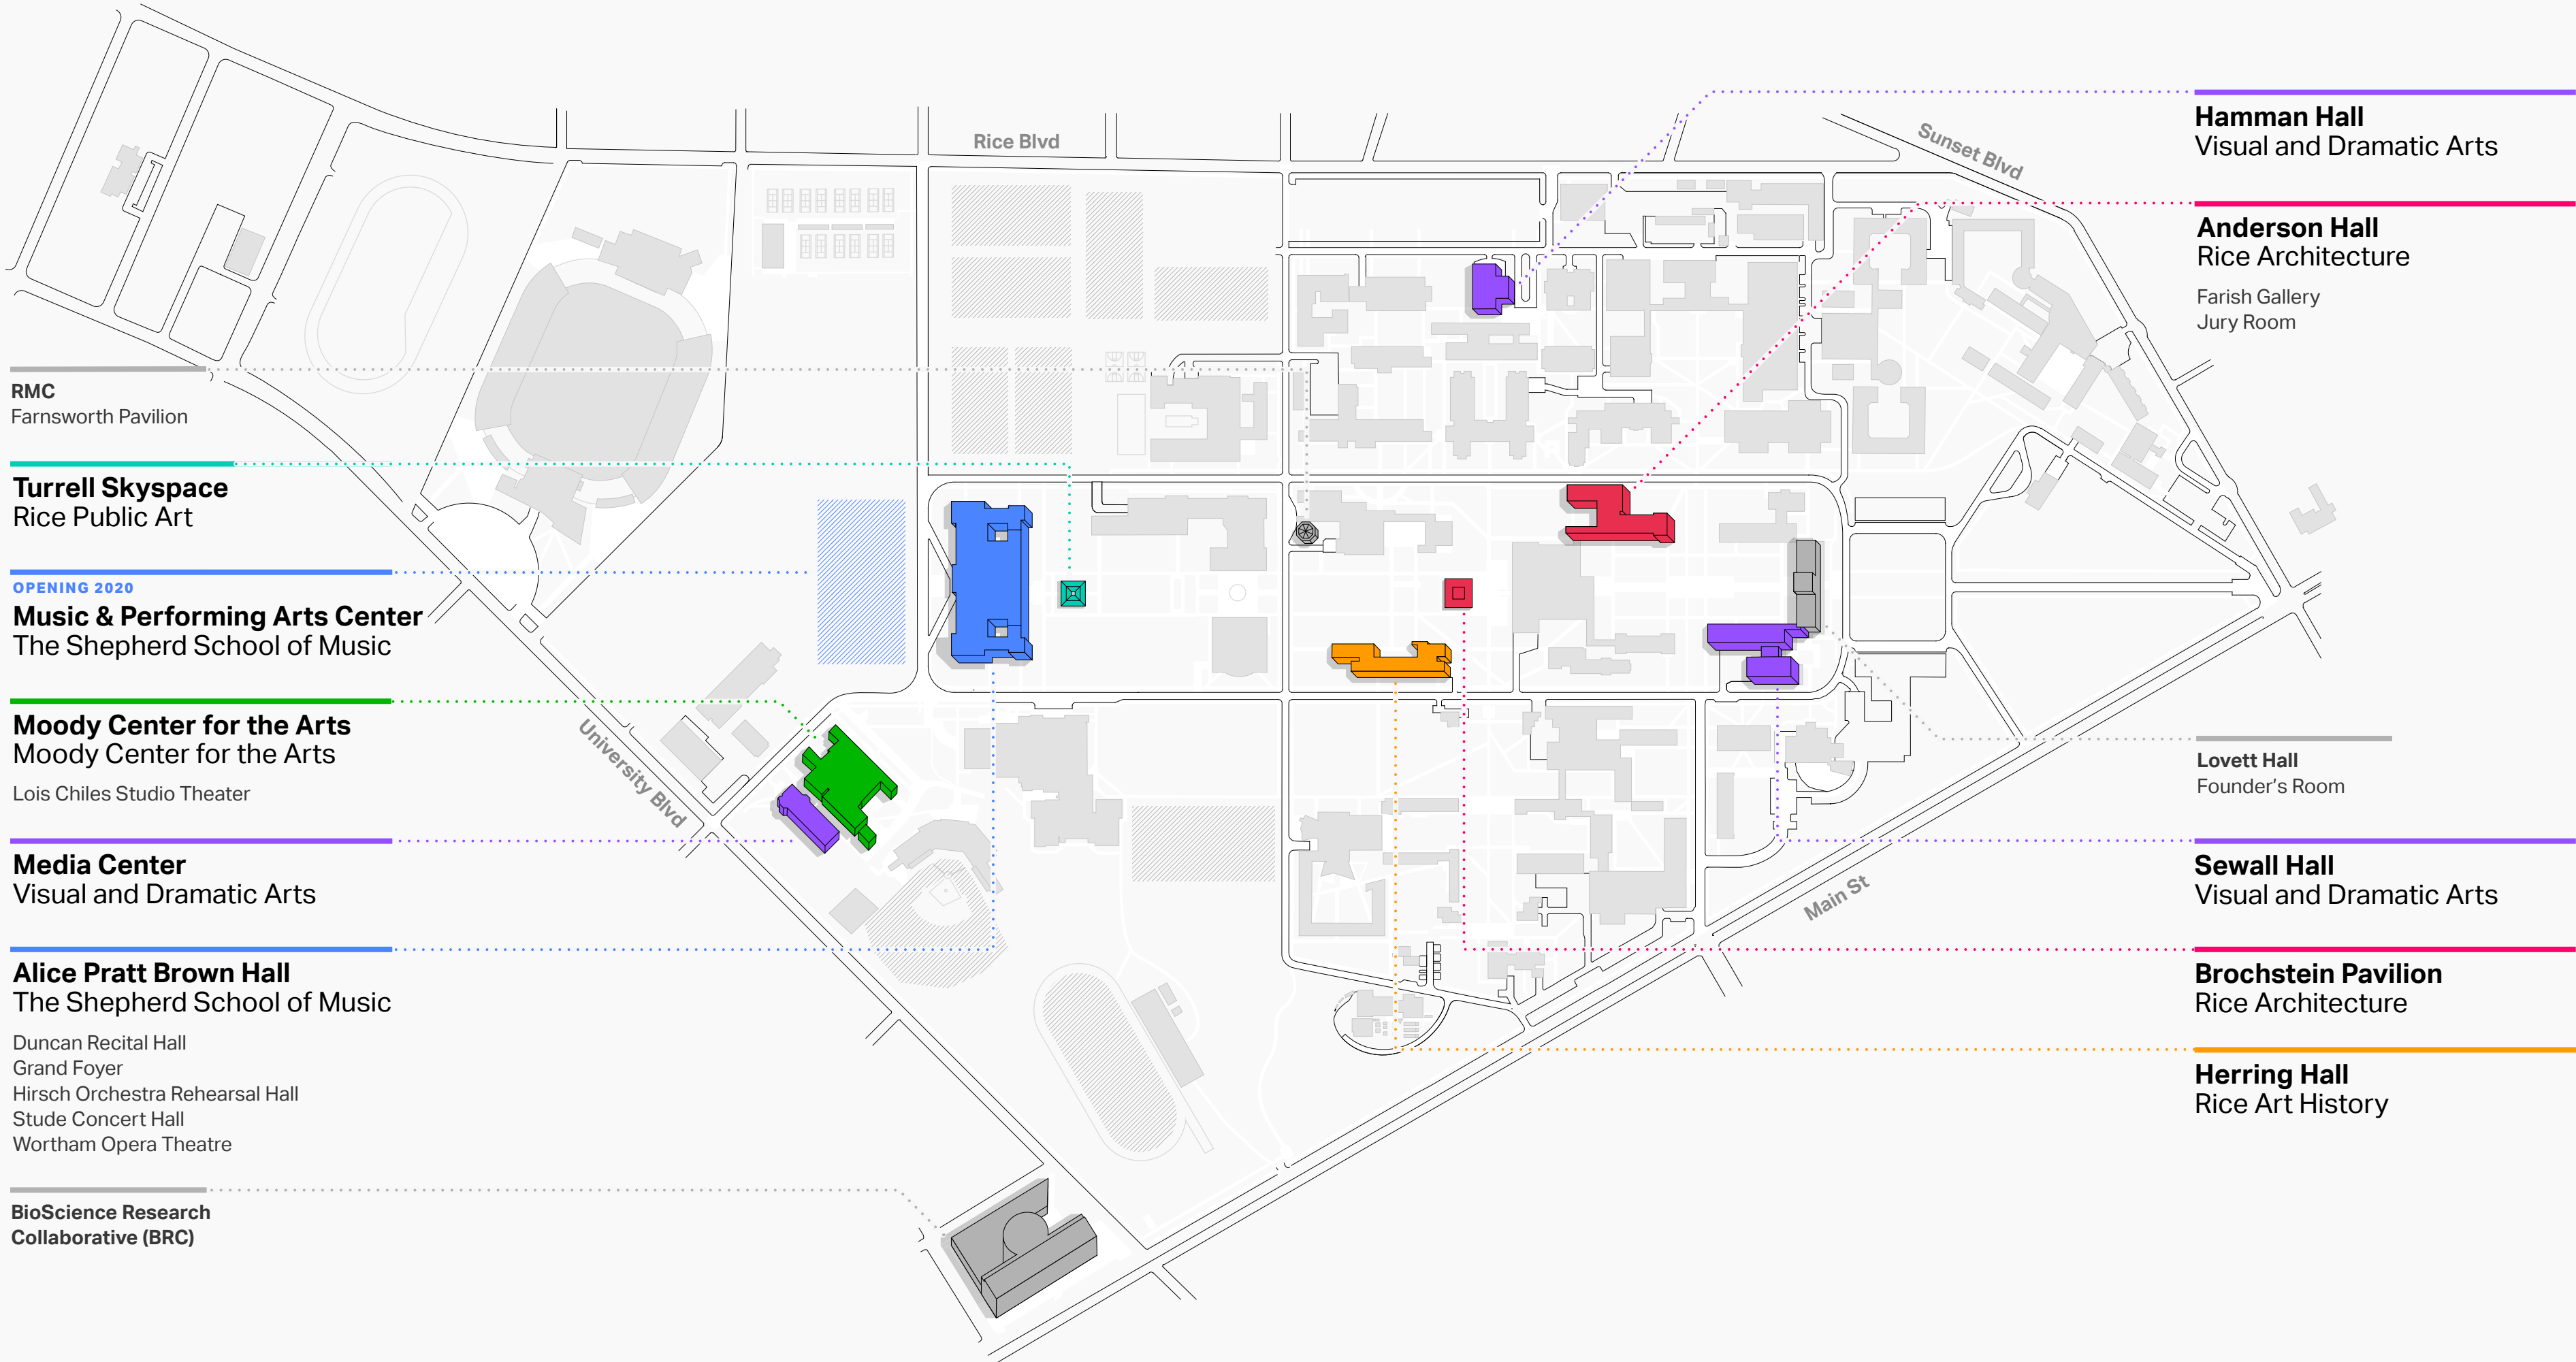 Rice Blvd
Sunset Blvd
University Blvd
Main St
RMC
Farnsworth Pavilion
Turrell Skyspace
Rice Public Art
OPENING 2020
Music & Performing Arts Center
The Shepherd School of Music
Moody Center for the Arts
Moody Center for the Arts
Lois Chiles Studio Theater
Media Center
Visual and Dramatic Arts
Alice Pratt Brown Hall
The Shepherd School of Music
Duncan Recital Hall
Grand Foyer
Hirsch Orchestra Rehearsal Hall
Stude Concert Hall
Wortham Opera Theatre
BioScience Research
Collaborative (BRC)
Hamman Hall
Visual and Dramatic Arts
Anderson Hall
Rice Architecture
Farish Gallery
Jury Room
Lovett Hall
Founder’s Room
Sewall Hall
Visual and Dramatic Arts
Brochstein Pavilion
Rice Architecture
Herring Hall
Rice Art History